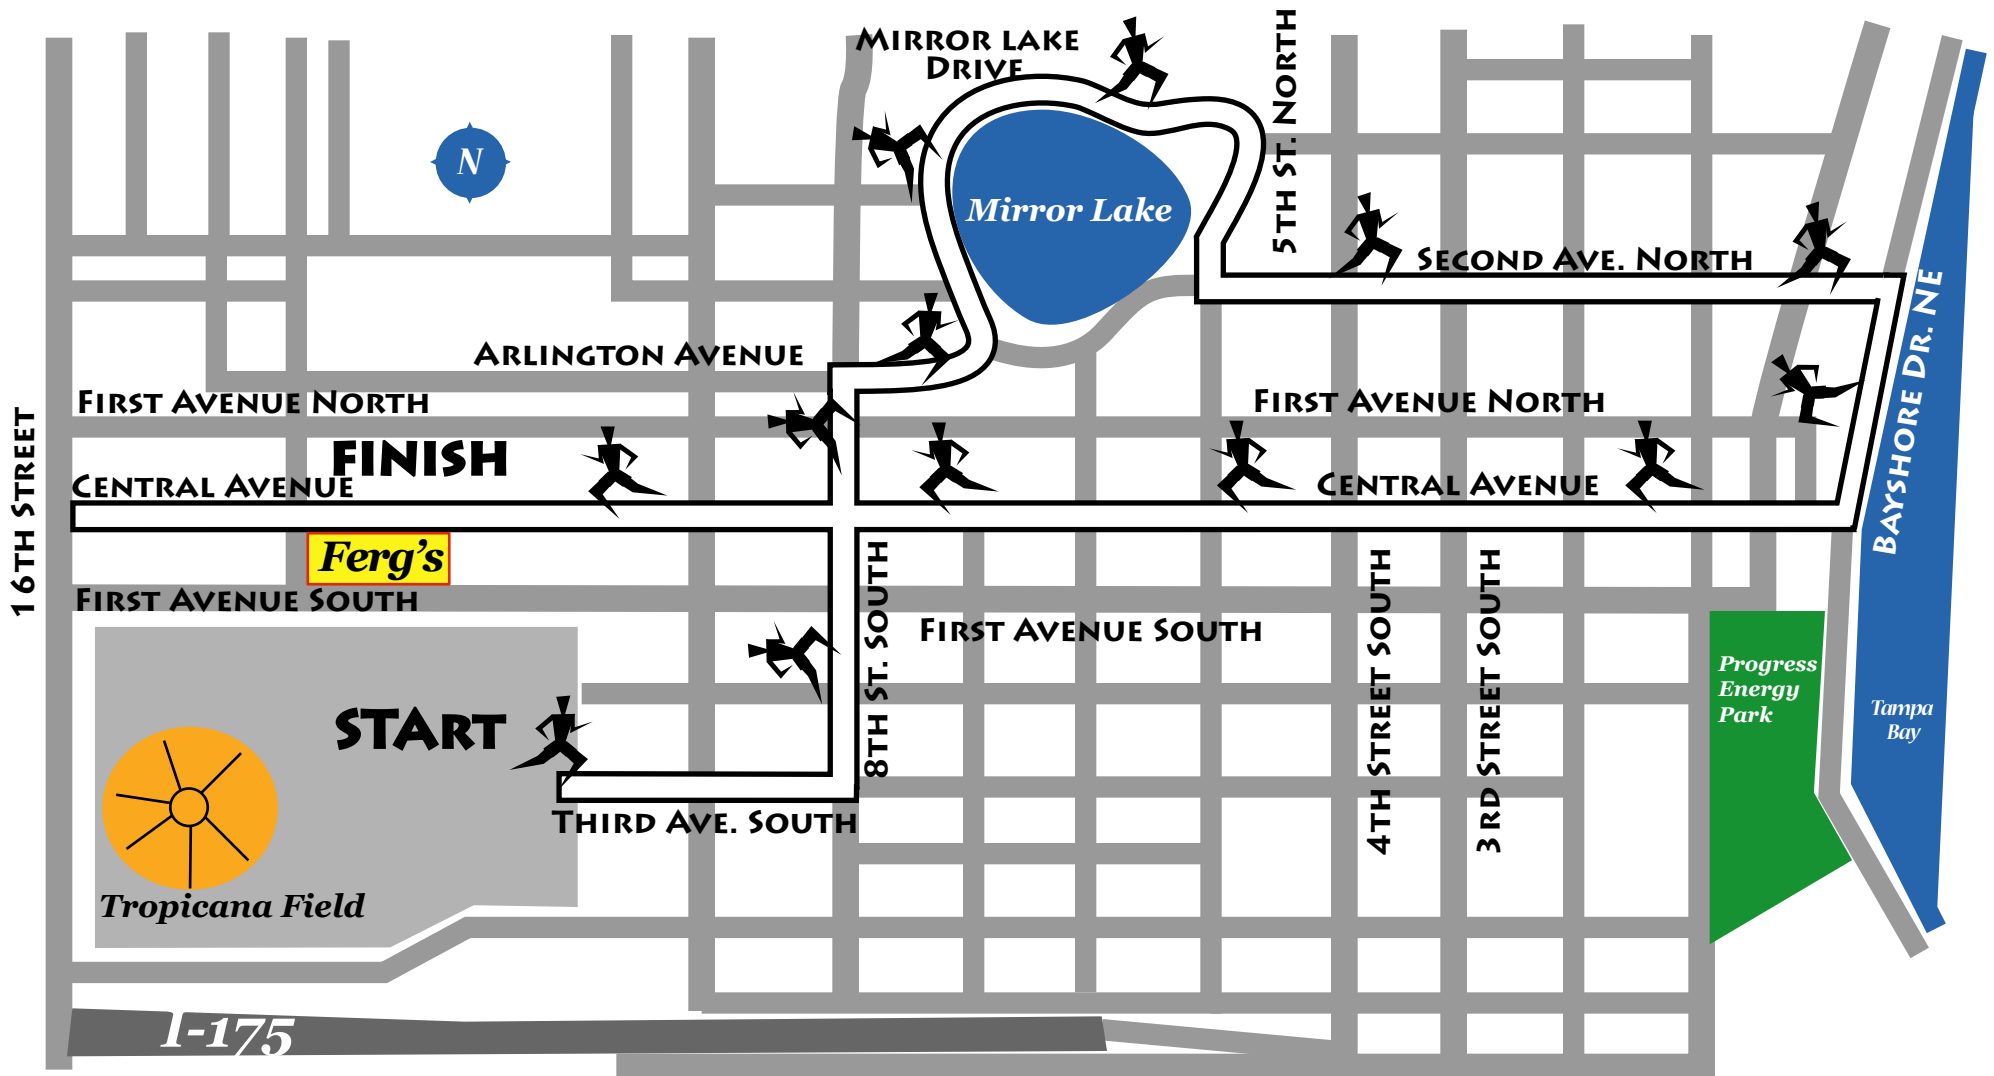 MIRROR LAKE
DRIVE
5TH ST. NORTH
N
Mirror Lake
SECOND AVE. NORTH
BAYSHORE DR. NE
ARLINGTON AVENUE
FIRST AVENUE NORTH
FIRST AVENUE NORTH
16TH STREET
FINISH
CENTRAL AVENUE
CENTRAL AVENUE
Ferg's
8TH ST. SOUTH
4TH STREET SOUTH
3RD STREET SOUTH
FIRST AVENUE SOUTH
FIRST AVENUE SOUTH
Progress
Energy
Park
Tampa
Bay
START
THIRD AVE. SOUTH
Tropicana Field
I-175